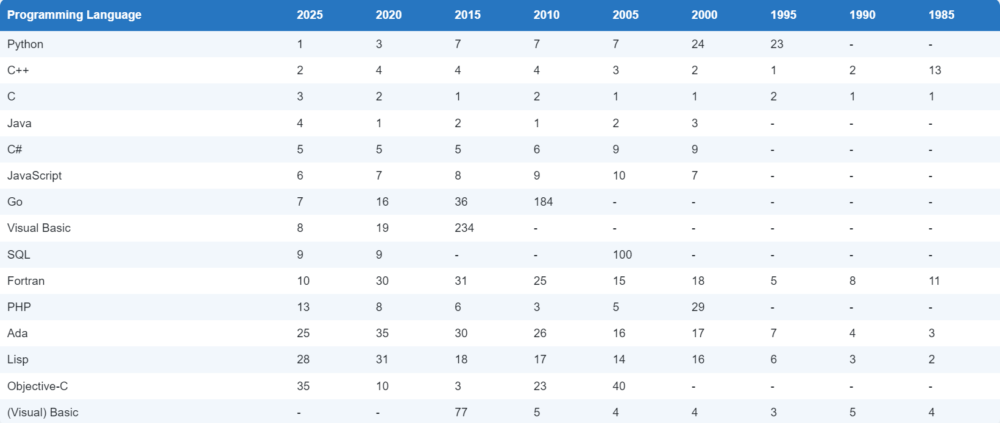 Programming Language 2025 2020 2015 2010 2005 2000 1995 1990 1985
Python 1 3 7 7 7 24 23 - -
C++ 2 4 4 4 3 2 1 2 13
C 3 2 1 2 1 1 2 1 1
Java 4 1 2 1 2 3 - - -
C# 5 5 5 6 9 9 - - -
JavaScript 6 7 8 9 10 7 - - -
Go 7 16 36 184 - - - - -
Visual Basic 8 19 234 - - - - - -
SQL 9 9 - - 100 - - - -
Fortran 10 30 31 25 15 18 5 8 11
PHP 13 8 6 3 5 29 - - -
Ada 25 35 30 26 16 17 7 4 3
Lisp 28 31 18 17 14 16 6 3 2
Objective-C 35 10 3 23 40 - - - -
(Visual) Basic - - 77 5 4 4 3 5 4